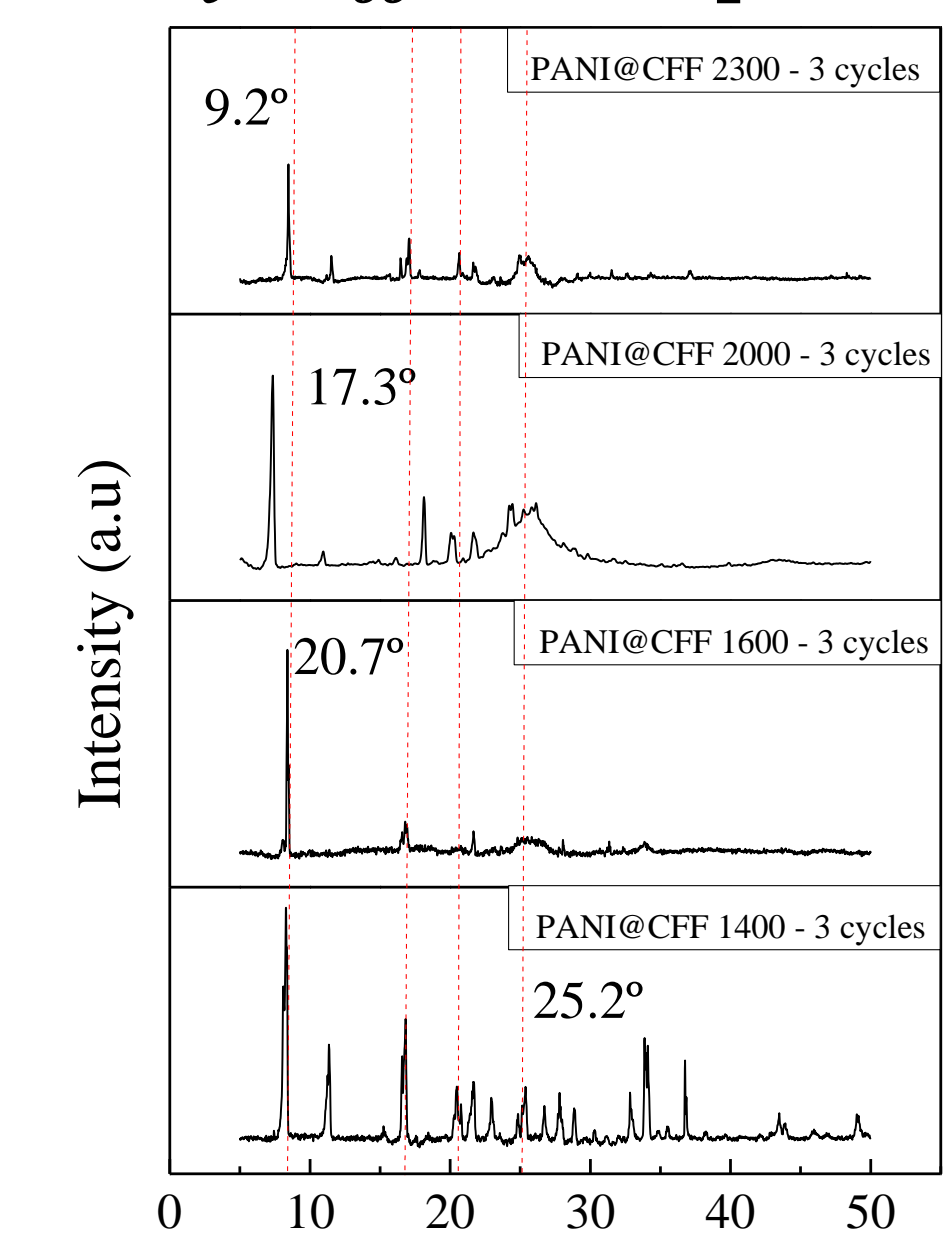 PANI@CFF 2300 - 3 cycles
9.2º
PANI@CFF 2000 - 3 cycles
17.3º
Intensity (a.u)
PANI@CFF 1600 - 3 cycles
20.7º
PANI@CFF 1400 - 3 cycles
25.2º
0 10 20 30 40 50